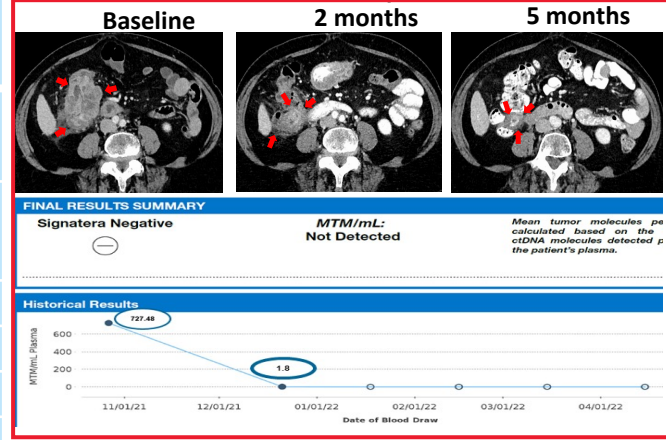 Baseline
2 months
5 months
FINAL RESULTS SUMMARY
Signatera Negative
MTM/mL:
Not Detected
Mean tumor molecules pe
calculated based on the
ctDNA molecules detected p
the patient's plasma.
Historical Results
727.48
1.8
MTM/mL Plasma
600
400
200
0
11/01/21
12/01/21
01/01/22
02/01/22
03/01/22
04/01/22
Date of Blood Draw